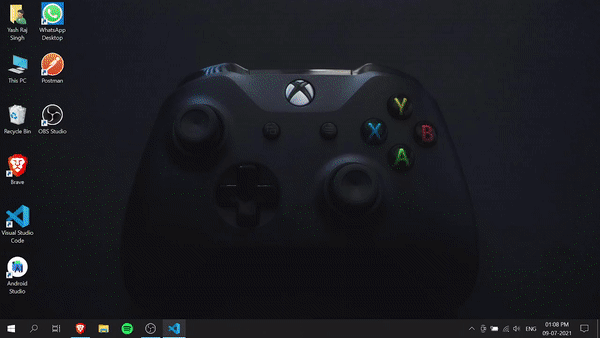 Yash Raj
Singh
WhatsApp
Desktop
This PC
Postman
Recycle Bin
OBS Studio
Brave
Visual Studio
Code
Android
Studio
Y
X
B
A
ENG
01:08 PM
09-07-2021